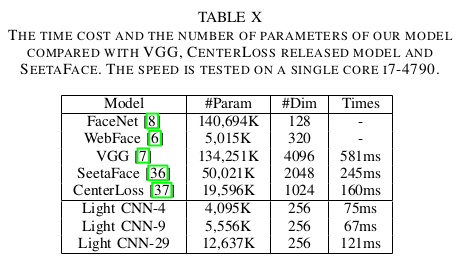 TABLE X
THE TIME COST AND THE NUMBER OF PARAMETERS OF OUR MODEL
COMPARED WITH VGG, CENTERLOSS RELEASED MODEL AND
SEETAFACE. THE SPEED IS TESTED ON A SINGLE CORE I7-4790.
Model #Param #Dim Times
FaceNet [8] 140,694K 128 -
WebFace [6] 5,015K 320 -
VGG [7] 134,251K 4096 581ms
SeetaFace [36] 50,021K 2048 245ms
CenterLoss [37] 19,596K 1024 160ms
Light CNN-4 4,095K 256 75ms
Light CNN-9 5,556K 256 67ms
Light CNN-29 12,637K 256 121ms